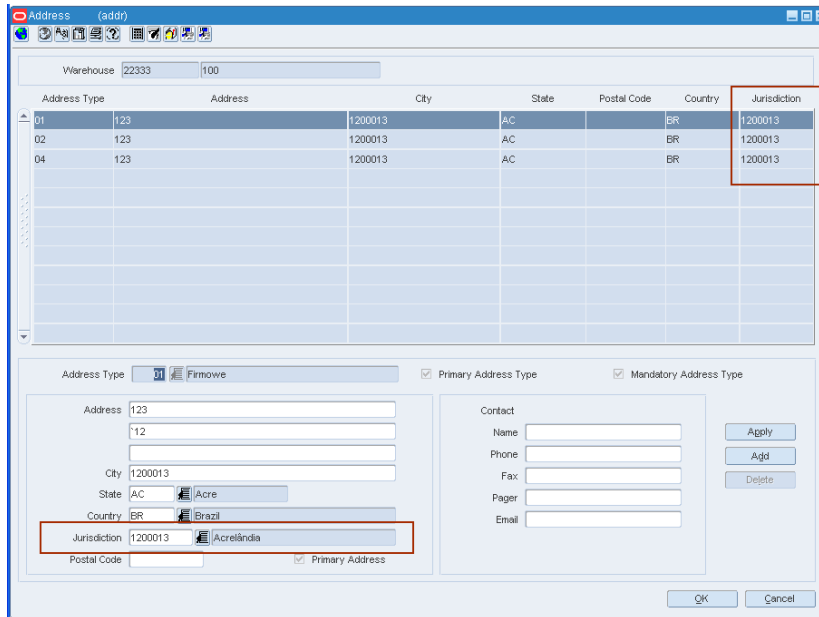 Address (addr)
Warehouse 22333 100
Address Type Address City State Postal Code Country Jurisdiction
01 123 1200013 AC BR 1200013
02 123 1200013 AC BR 1200013
04 123 1200013 AC BR 1200013
Address Type 01 Firmowe Primary Address Type Mandatory Address Type
Address 123
`12
City 1200013
State AC Acre
Country BR Brazil
Jurisdiction 1200013 Acrelândia
Postal Code Primary Address
Contact
Name
Phone
Fax
Pager
Email
Apply
Add
Delete
OK Cancel